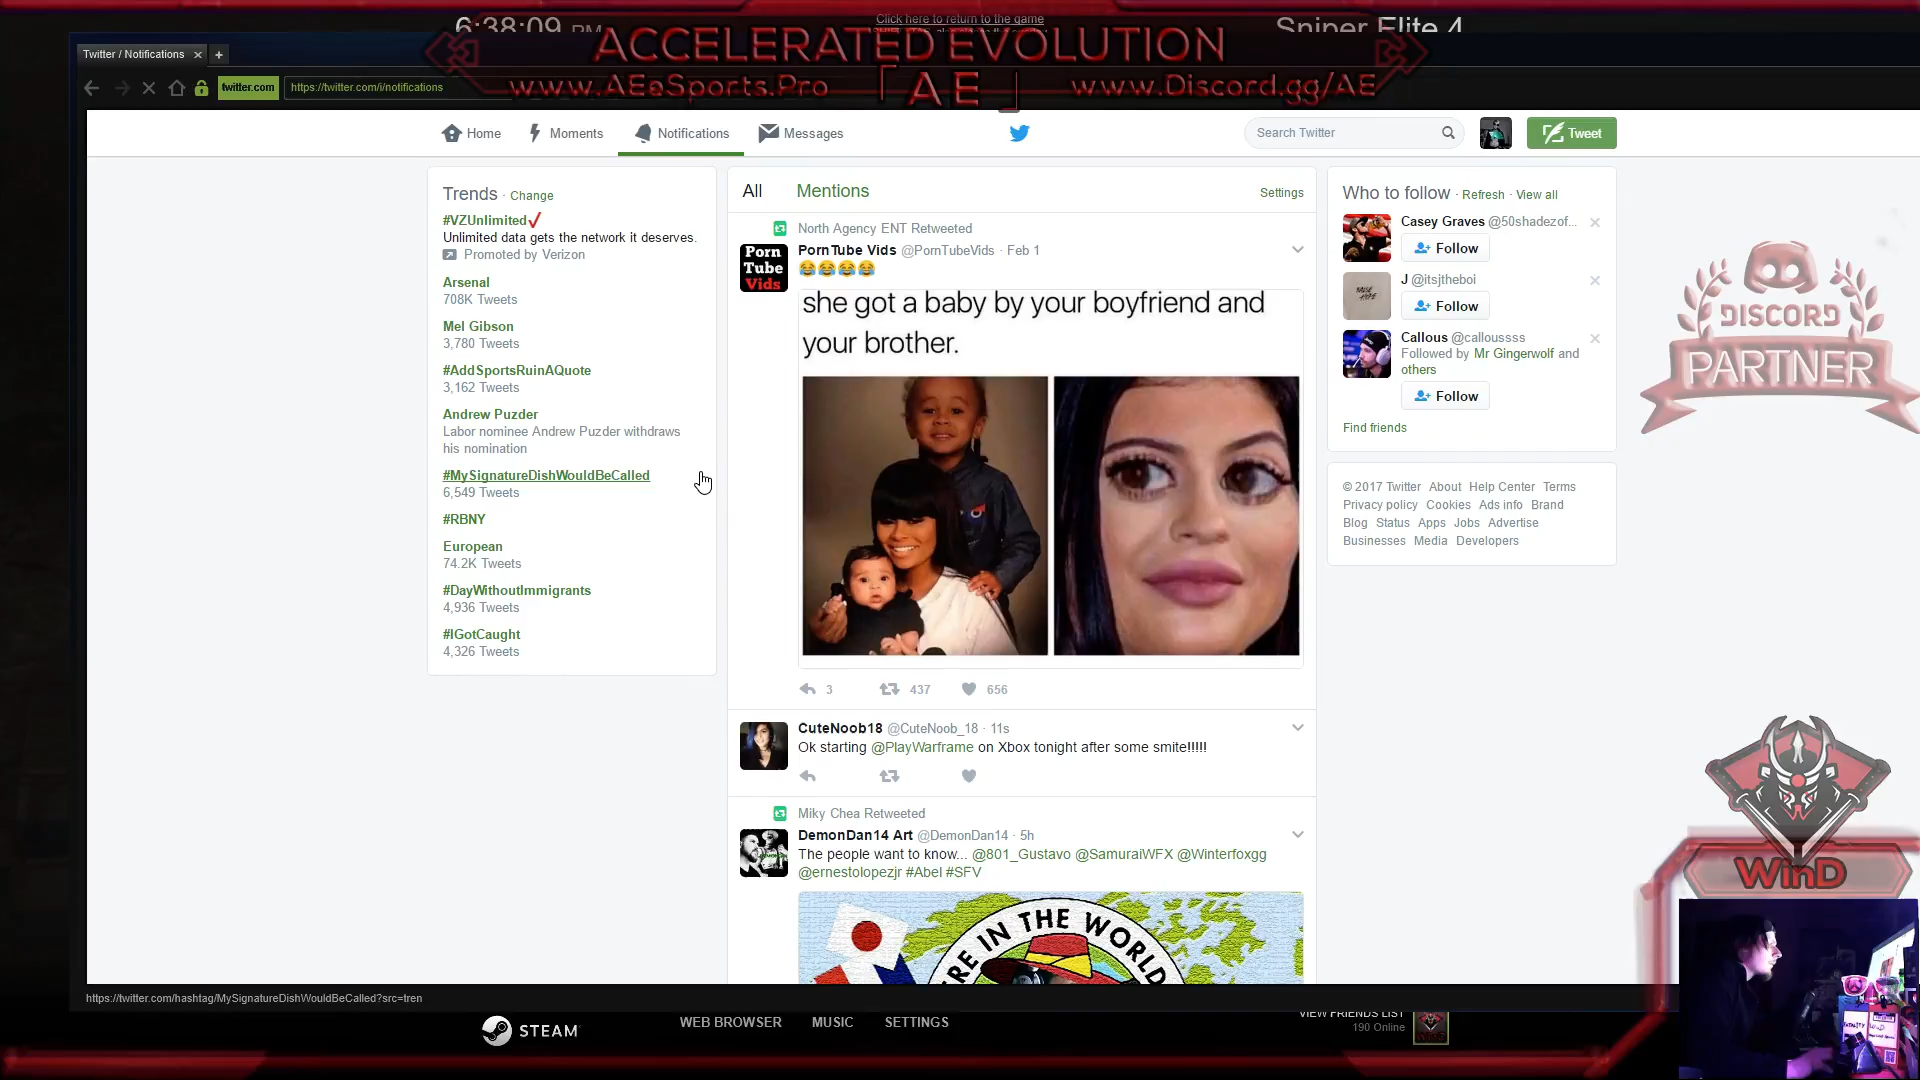 6:38:09 PM
Click here to return to the game
Sniper Elite 4
ACCELERATED EVOLUTION
www.AEeSports.Pro
AE
www.Discord.gg/AE
Twitter / Notifications
twitter.com
https://twitter.com/i/notifications
Home
Moments
Notifications
Messages
Search Twitter
Tweet
Trends · Change
#VZUnlimited
Unlimited data gets the network it deserves.
Promoted by Verizon
Arsenal
708K Tweets
Mel Gibson
3,780 Tweets
#AddSportsRuinAQuote
3,162 Tweets
Andrew Puzder
Labor nominee Andrew Puzder withdraws
his nomination
#MySignatureDishWouldBeCalled
6,549 Tweets
#RBNY
European
74.2K Tweets
#DayWithoutImmigrants
4,936 Tweets
#IGotCaught
4,326 Tweets
All
Mentions
Settings
North Agency ENT Retweeted
Porn
Tube
Vids
PornTube Vids @PornTubeVids · Feb 1
😂😂😂😂
she got a baby by your boyfriend and
your brother.
3
437
656
CuteNoob18 @CuteNoob_18 · 11s
Ok starting @PlayWarframe on Xbox tonight after some smite!!!!!
Miky Chea Retweeted
DemonDan14 Art @DemonDan14 · 5h
The people want to know... @801_Gustavo @SamuraiWFX @Winterfoxgg
@ernestolopezjr #Abel #SFV
RE IN THE WORLD
Who to follow · Refresh · View all
Casey Graves @50shadezof...
Follow
J @itsjtheboi
Follow
Callous @calloussss
Followed by Mr Gingerwolf and
others
Follow
Find friends
© 2017 Twitter About Help Center Terms
Privacy policy Cookies Ads info Brand
Blog Status Apps Jobs Advertise
Businesses Media Developers
DISCORD
PARTNER
WinD
https://twitter.com/hashtag/MySignatureDishWouldBeCalled?src=tren
STEAM
WEB BROWSER
MUSIC
SETTINGS
VIEW FRIENDS LIST
190 Online